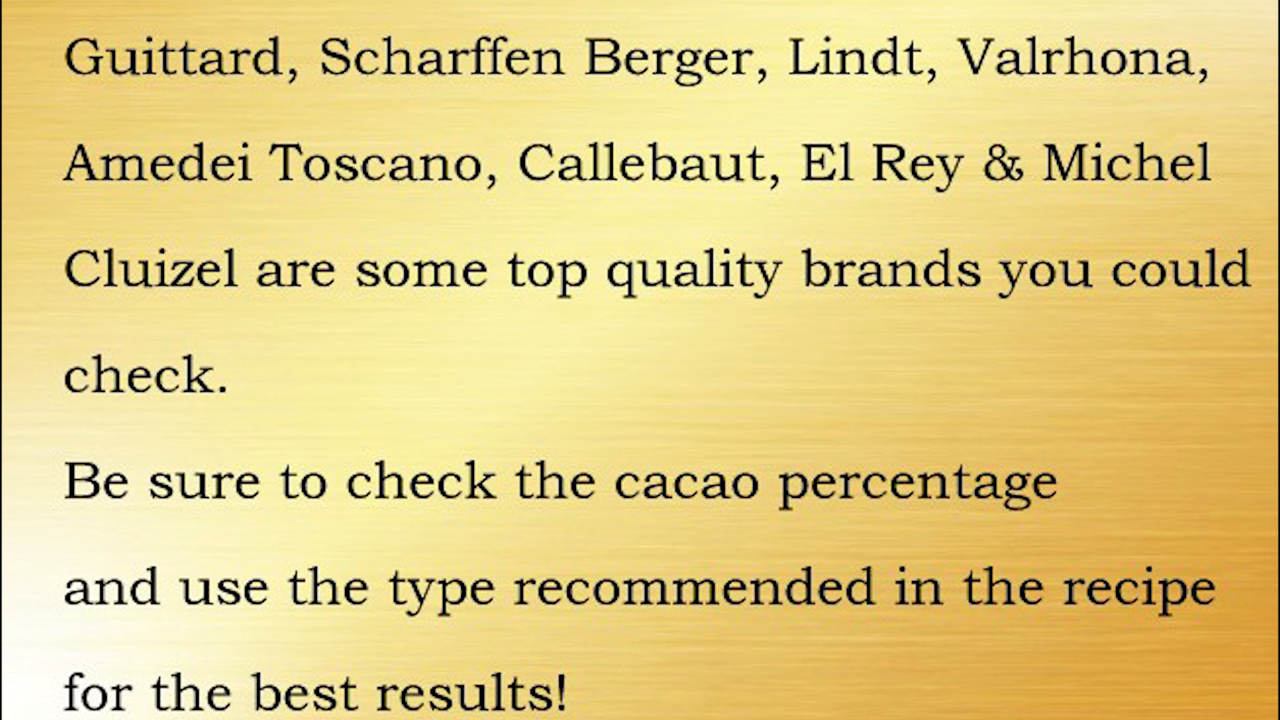 Guittard, Scharffen Berger, Lindt, Valrhona,
Amedei Toscano, Callebaut, El Rey & Michel
Cluizel are some top quality brands you could
check.
Be sure to check the cacao percentage
and use the type recommended in the recipe
for the best results!